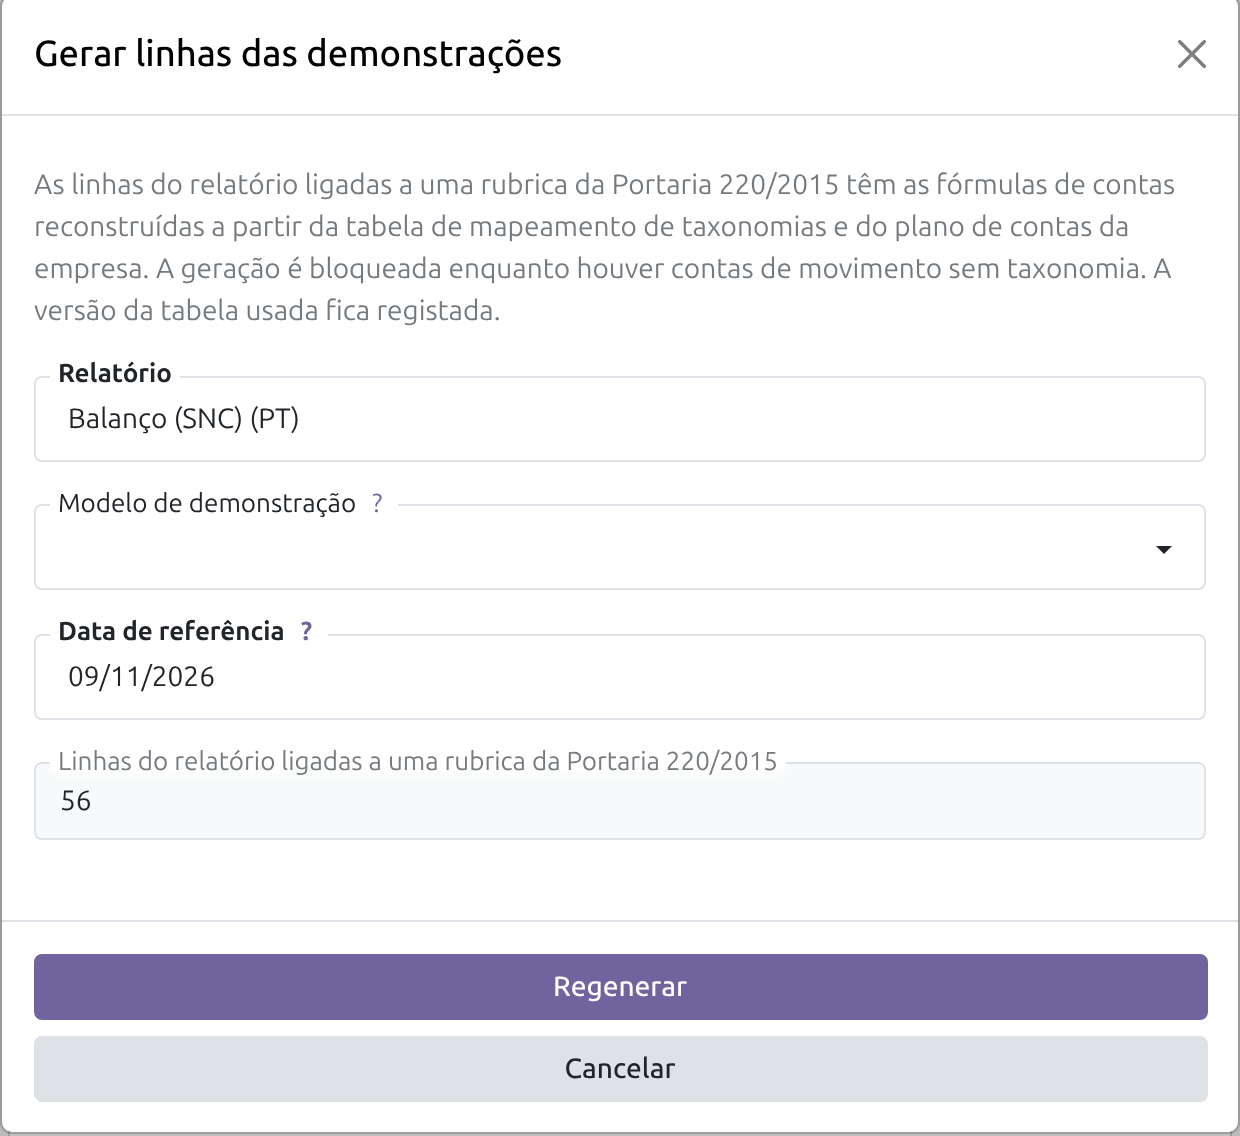 Gerar linhas das demonstrações
As linhas do relatório ligadas a uma rubrica da Portaria 220/2015 têm as fórmulas de contas
reconstruídas a partir da tabela de mapeamento de taxonomias e do plano de contas da
empresa. A geração é bloqueada enquanto houver contas de movimento sem taxonomia. A
versão da tabela usada fica registada.
Relatório
Balanço (SNC) (PT)
Modelo de demonstração ?
Data de referência ?
09/11/2026
Linhas do relatório ligadas a uma rubrica da Portaria 220/2015
56
Regenerar
Cancelar